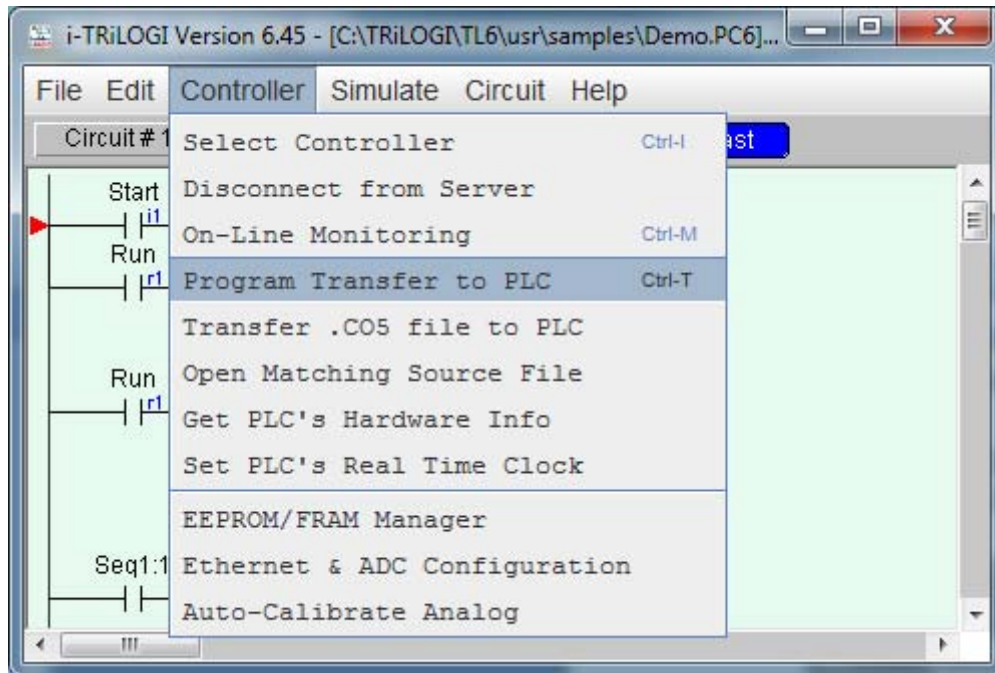 i-TRiLOGI Version 6.45 - [C:\TRiLOGI\TL6\usr\samples\Demo.PC6]...
File Edit Controller Simulate Circuit Help
Circuit # 1
Select Controller Ctrl-I
Disconnect from Server
On-Line Monitoring Ctrl-M
Program Transfer to PLC Ctrl-T
Transfer .CO5 file to PLC
Open Matching Source File
Get PLC's Hardware Info
Set PLC's Real Time Clock
EEPROM/FRAM Manager
Ethernet & ADC Configuration
Auto-Calibrate Analog
Start
i1
Run
r1
Run
r1
Seq1:1